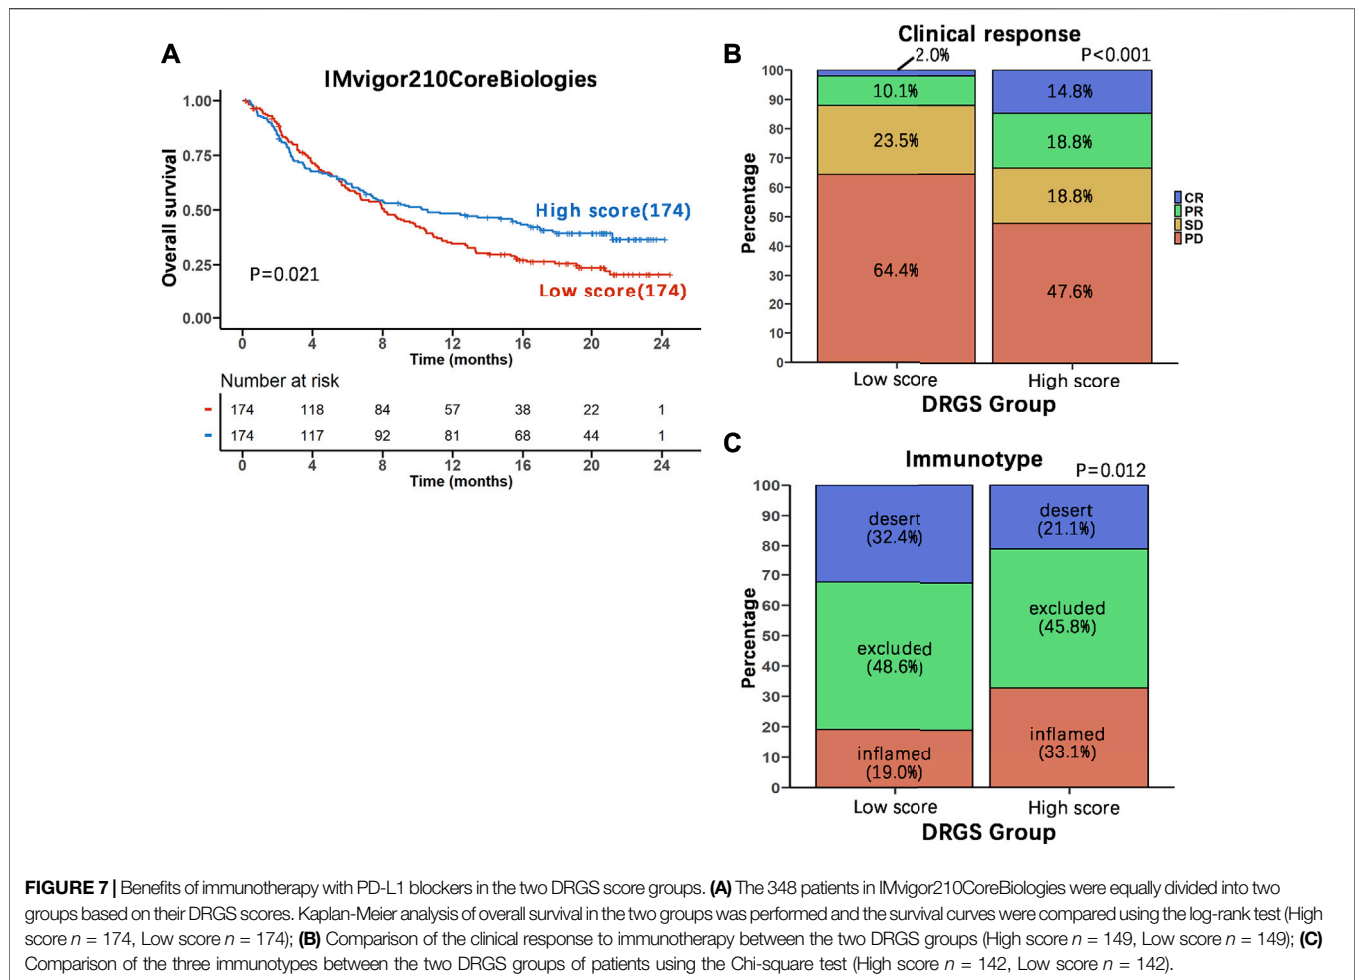 A
IMvigor210CoreBiologies
Overall survival
1.00
0.75
0.50
0.25
0.00
High score(174)
Low score(174)
P=0.021
0 4 8 12 16 20 24
Time (months)
Number at risk
174 118 84 57 38 22 1
174 117 92 81 68 44 1
0 4 8 12 16 20 24
Time (months)
B
Clinical response
2.0%
P<0.001
Percentage
100
90
80
70
60
50
40
30
20
10
0
10.1%
23.5%
64.4%
14.8%
18.8%
18.8%
47.6%
CR
PR
SD
PD
Low score High score
DRGS Group
C
Immunotype
P=0.012
Percentage
100
90
80
70
60
50
40
30
20
10
0
desert
(32.4%)
excluded
(48.6%)
inflamed
(19.0%)
desert
(21.1%)
excluded
(45.8%)
inflamed
(33.1%)
Low score High score
DRGS Group
FIGURE 7 | Benefits of immunotherapy with PD-L1 blockers in the two DRGS score groups. (A) The 348 patients in IMvigor210CoreBiologies were equally divided into two
groups based on their DRGS scores. Kaplan-Meier analysis of overall survival in the two groups was performed and the survival curves were compared using the log-rank test (High
score n = 174, Low score n = 174); (B) Comparison of the clinical response to immunotherapy between the two DRGS groups (High score n = 149, Low score n = 149); (C)
Comparison of the three immunotypes between the two DRGS groups of patients using the Chi-square test (High score n = 142, Low score n = 142).